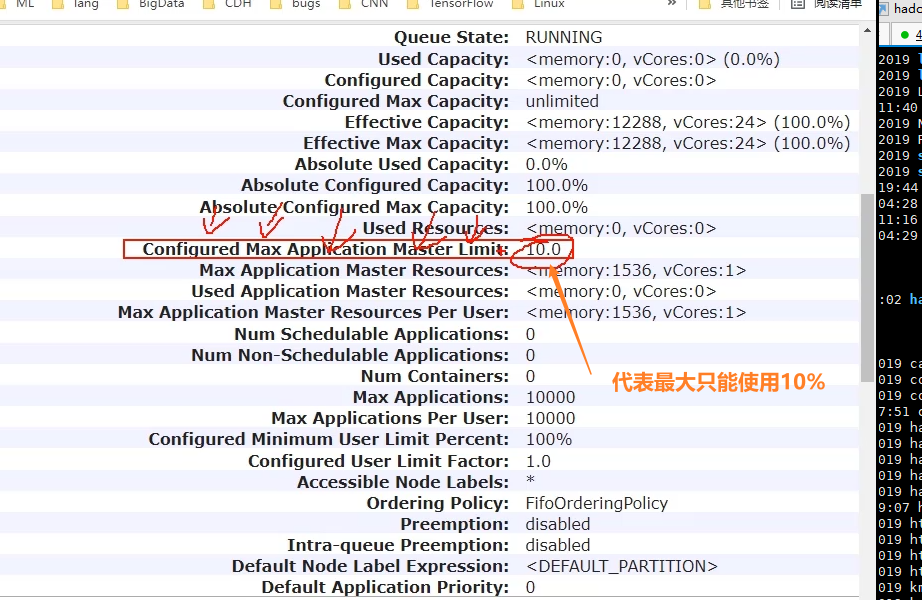 ML lang BigData CDH bugs CNN TensorFlow Linux » 其他书签 阅读清单
Queue State: RUNNING
Used Capacity: <memory:0, vCores:0> (0.0%)
Configured Capacity: <memory:0, vCores:0>
Configured Max Capacity: unlimited
Effective Capacity: <memory:12288, vCores:24> (100.0%)
Effective Max Capacity: <memory:12288, vCores:24> (100.0%)
Absolute Used Capacity: 0.0%
Absolute Configured Capacity: 100.0%
Absolute Configured Max Capacity: 100.0%
Used Resources: <memory:0, vCores:0>
Configured Max Application Master Limit: 10.0
Max Application Master Resources: <memory:1536, vCores:1>
Used Application Master Resources: <memory:0, vCores:0>
Max Application Master Resources Per User: <memory:1536, vCores:1>
Num Schedulable Applications: 0
Num Non-Schedulable Applications: 0
Num Containers: 0
代表最大只能使用10%
Max Applications: 10000
Max Applications Per User: 10000
Configured Minimum User Limit Percent: 100%
Configured User Limit Factor: 1.0
Accessible Node Labels: *
Ordering Policy: FifoOrderingPolicy
Preemption: disabled
Intra-queue Preemption: disabled
Default Node Label Expression: <DEFAULT_PARTITION>
Default Application Priority: 0
hado
4
2019
2019
2019
11:40
2019
2019
2019
19:44
04:28
11:16
04:29
:02 ha
019 ca
019 co
019 co
7:51
019 ha
019 ha
019 ha
019 ha
019 ha
9:07
019 ht
019 ht
019 ht
019 ht
019 km